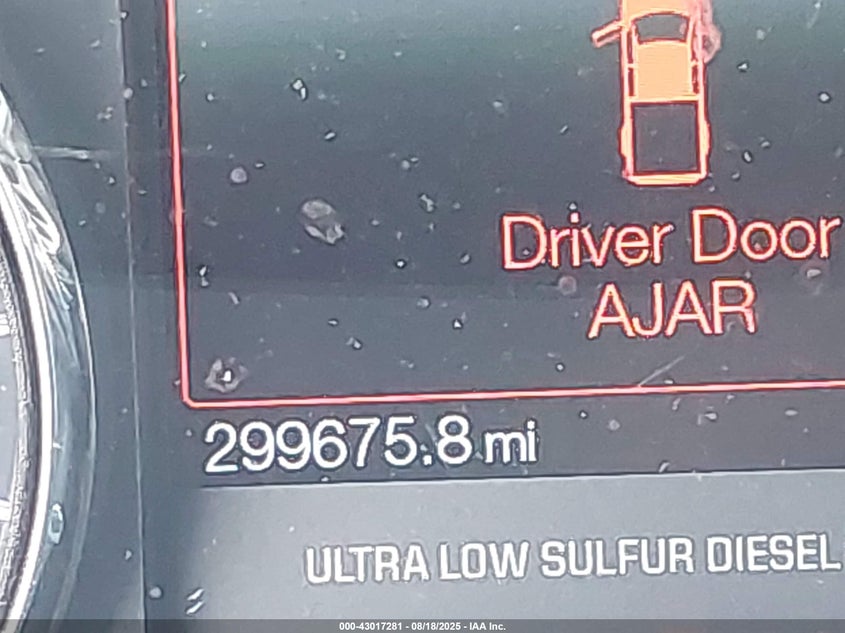 Driver Door
AJAR
299675.8 mi
ULTRA LOW SULFUR DIESEL
000-43017281 - 08/18/2025 - IAA Inc.